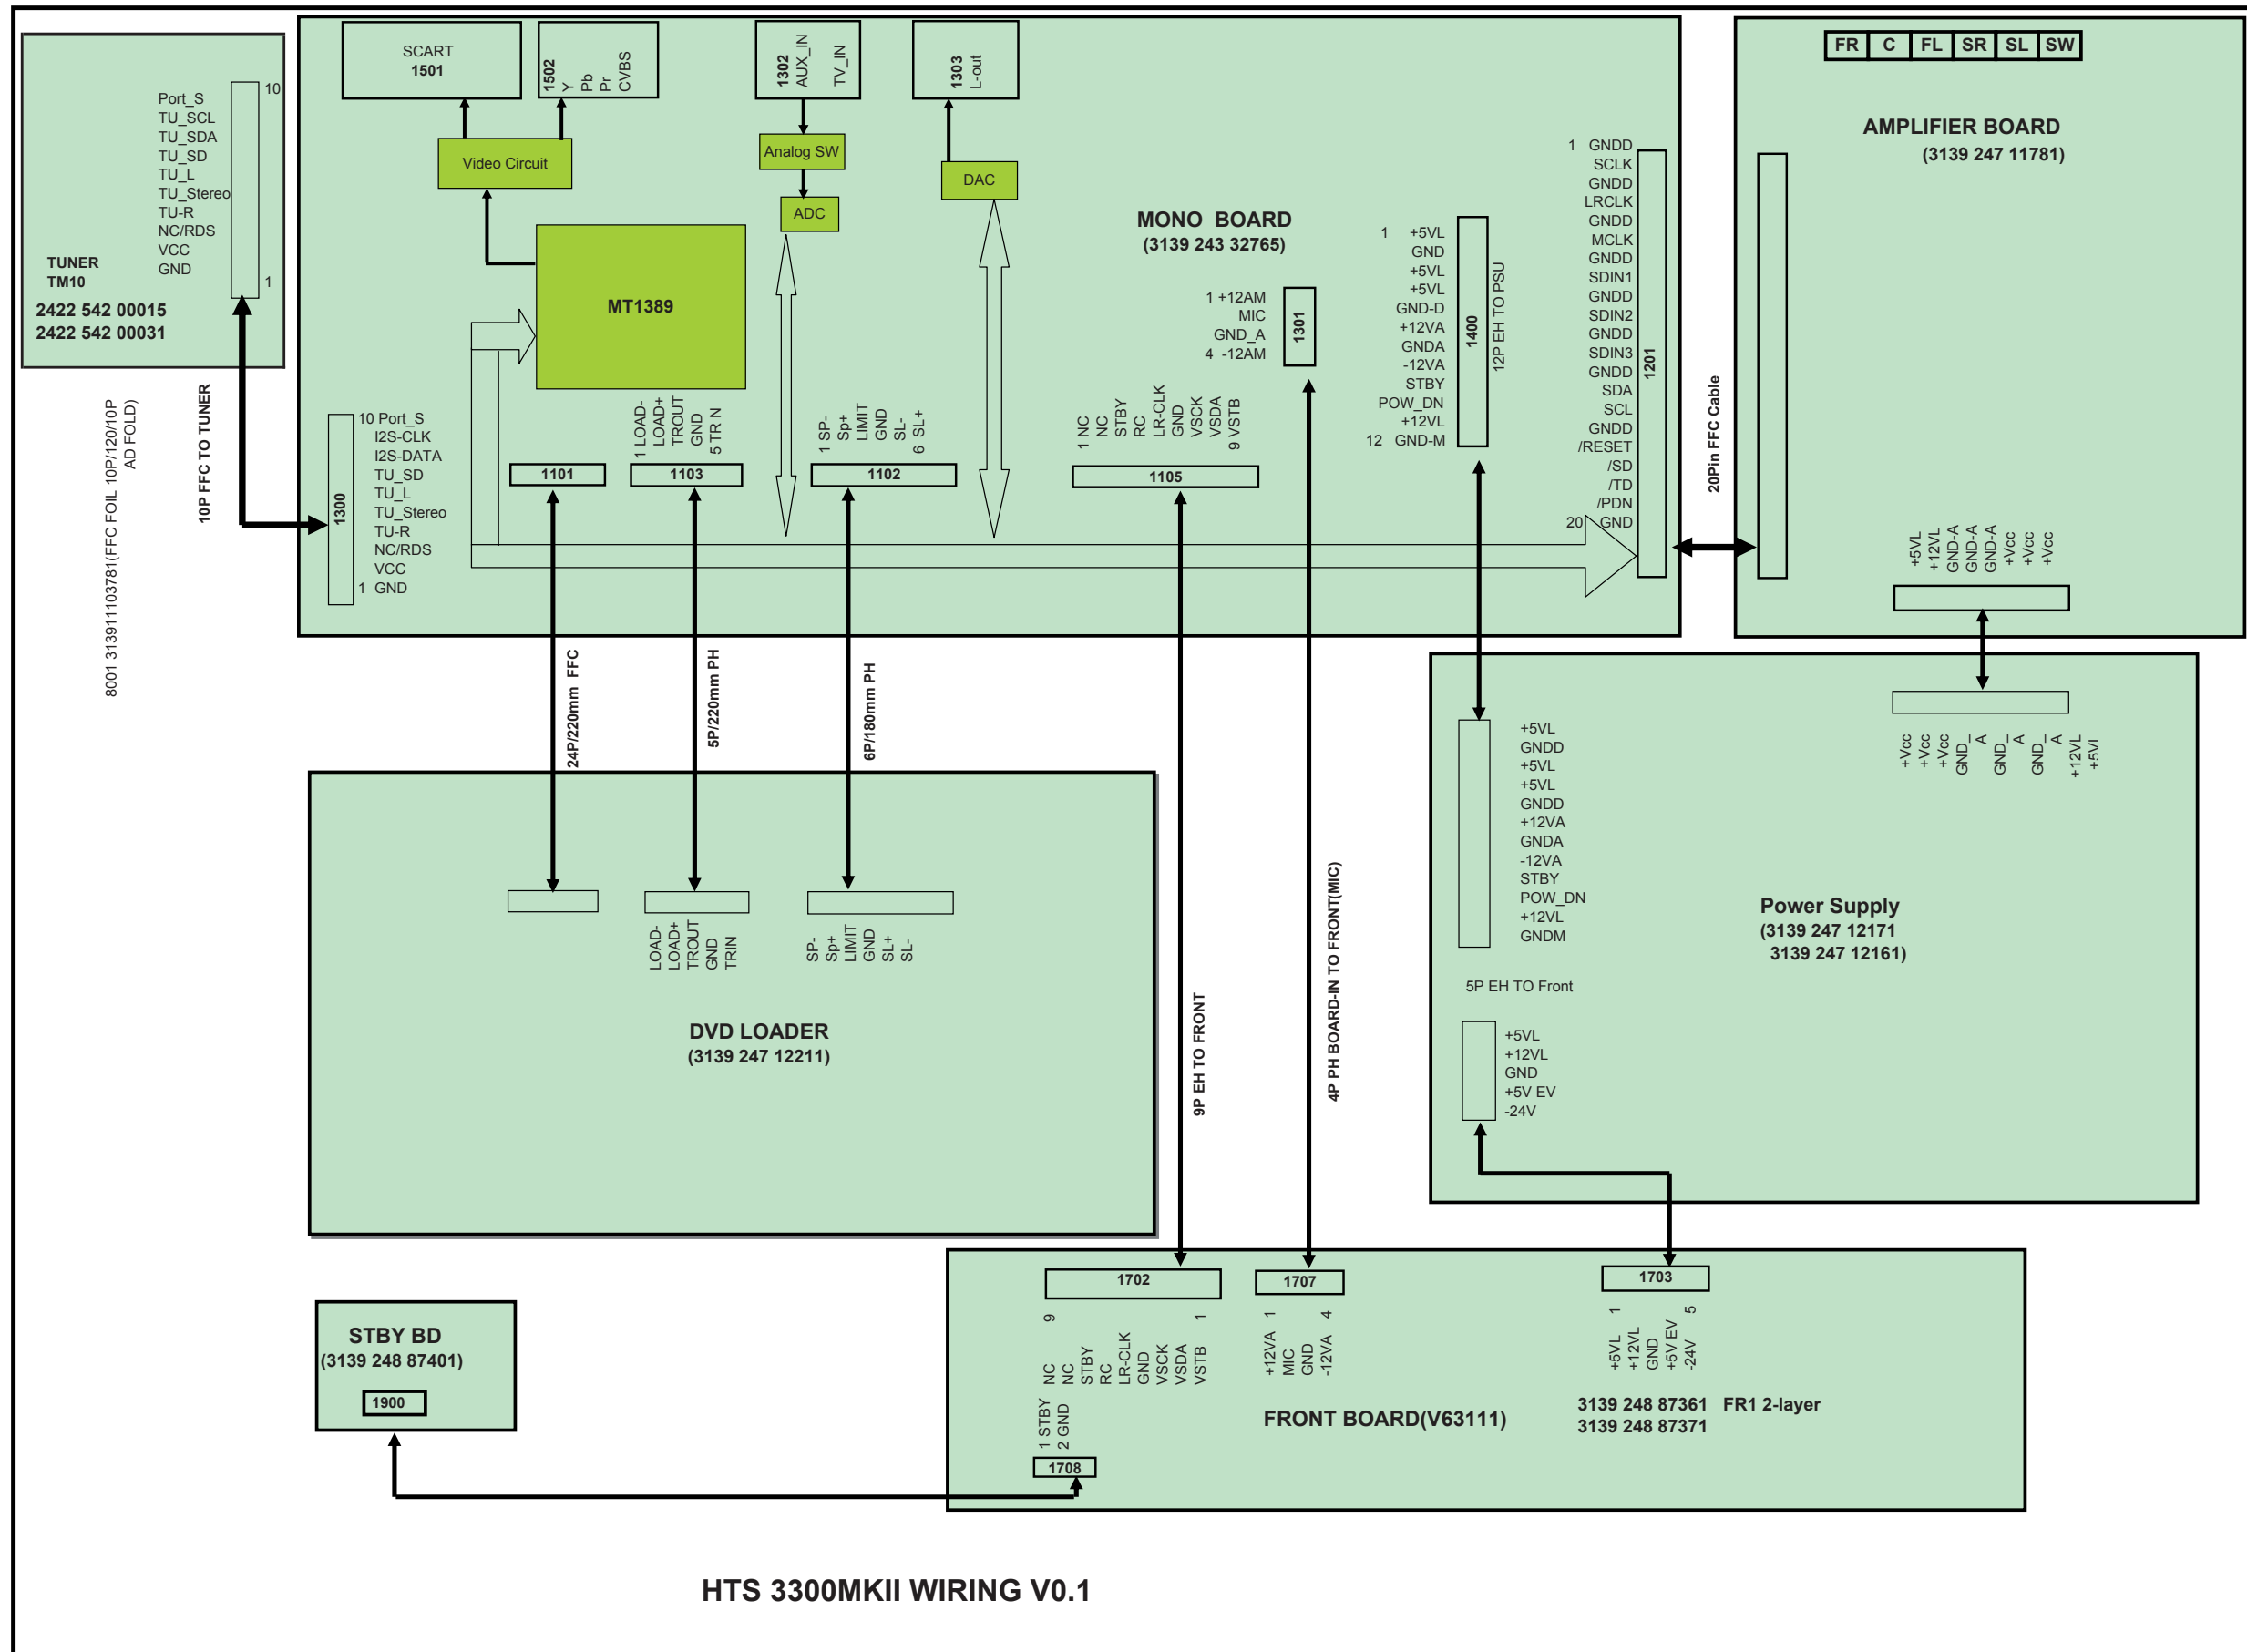 Port_S
TU_SCL
TU_SDA
TU_SD
TU_L
TU_Stereo
TU-R
NC/RDS
VCC
GND
10
1
TUNER
TM10
2422 542 00015
2422 542 00031
8001 313911103781(FFC FOIL 10P/120/10P
AD FOLD)
10P FFC TO TUNER
SCART
1501
1502
Y
Pb
Pr
CVBS
1302
AUX_IN
TV_IN
1303
L-out
Video Circuit
Analog SW
ADC
DAC
MT1389
MONO BOARD
(3139 243 32765)
1300
10 Port_S
I2S-CLK
I2S-DATA
TU_SD
TU_L
TU_Stereo
TU-R
NC/RDS
VCC
1 GND
1101
1 LOAD-
LOAD+
TROUT
GND
5 TR N
1103
1 SP-
Sp+
LIMIT
GND
SL-
6 SL+
1102
1 NC
NC
STBY
RC
LR-CLK
GND
VSCK
VSDA
9 VSTB
1105
1 +12AM
MIC
GND_A
4 -12AM
1301
1 +5VL
GND
+5VL
+5VL
GND-D
+12VA
GNDA
-12VA
STBY
POW_DN
+12VL
12 GND-M
1400
12P EH TO PSU
1 GNDD
SCLK
GNDD
LRCLK
GNDD
MCLK
GNDD
SDIN1
GNDD
SDIN2
GNDD
SDIN3
GNDD
SDA
SCL
GNDD
/RESET
/SD
/TD
/PDN
20 GND
1201
20Pin FFC Cable
FR C FL SR SL SW
AMPLIFIER BOARD
(3139 247 11781)
+5VL
+12VL
GND-A
GND-A
GND-A
+Vcc
+Vcc
+Vcc
24P/220mm FFC
5P/220mm PH
6P/180mm PH
LOAD-
LOAD+
TROUT
GND
TRIN
SP-
Sp+
LIMIT
GND
SL+
SL-
DVD LOADER
(3139 247 12211)
9P EH TO FRONT
4P PH BOARD-IN TO FRONT(MIC)
+Vcc
+Vcc
+Vcc
GND_
A
GND_
A
GND_
A
+12VL
+5VL
+5VL
GNDD
+5VL
+5VL
GNDD
+12VA
GNDA
-12VA
STBY
POW_DN
+12VL
GNDM
Power Supply
(3139 247 12171
3139 247 12161)
5P EH TO Front
+5VL
+12VL
GND
+5V EV
-24V
STBY BD
(3139 248 87401)
1900
1702
9
1
NC
NC
STBY
RC
LR-CLK
GND
VSCK
VSDA
VSTB
1707
1
4
+12VA
MIC
GND
-12VA
1703
1
5
+5VL
+12VL
GND
+5V EV
-24V
1 STBY
2 GND
1708
FRONT BOARD(V63111)
3139 248 87361 FR1 2-layer
3139 248 87371
HTS 3300MKII WIRING V0.1